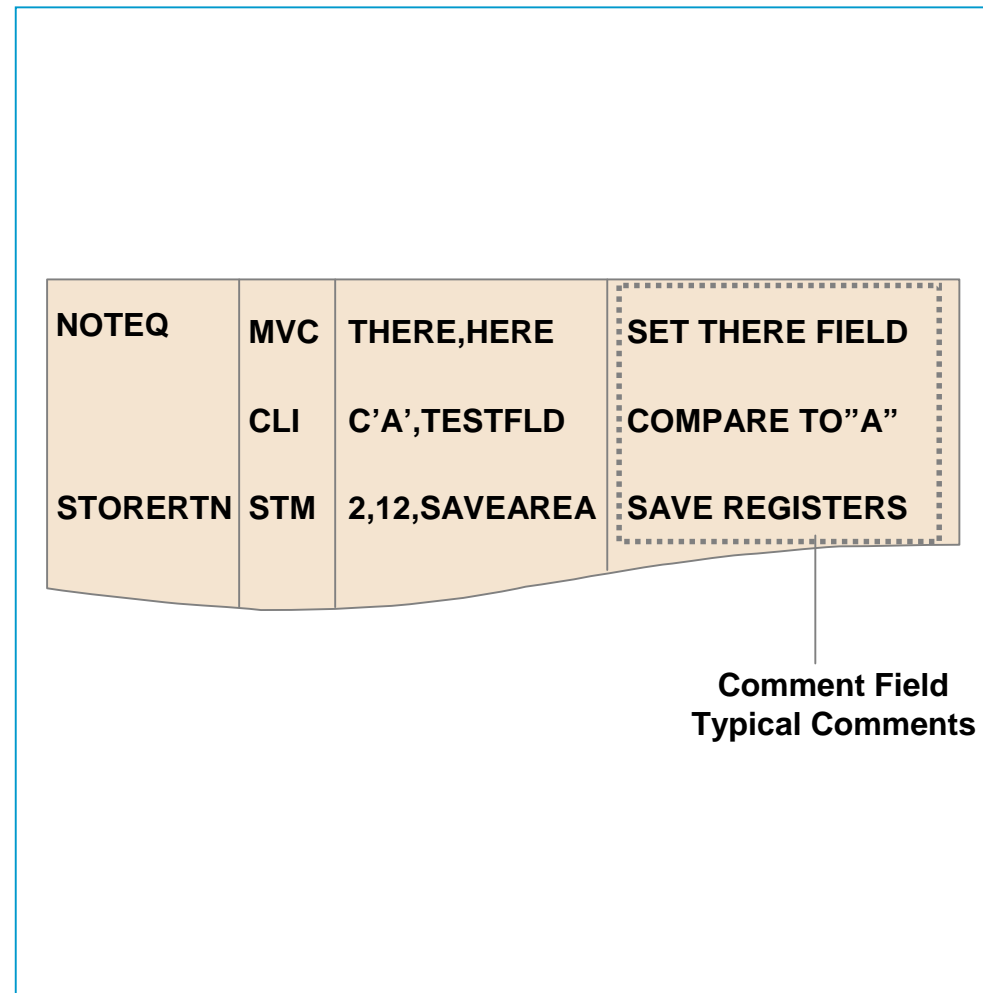 NOTEQ MVC THERE,HERE SET THERE FIELD
CLI C’A’,TESTFLD COMPARE TO”A”
STORERTN STM 2,12,SAVEAREA SAVE REGISTERS
Comment Field
Typical Comments